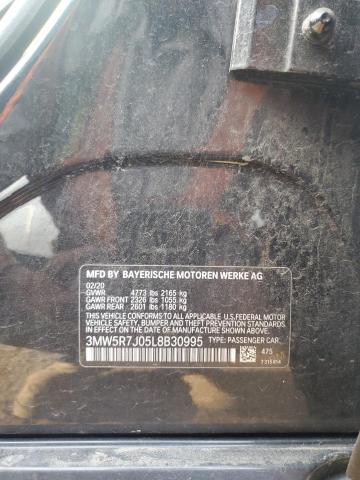 MFD BY BAYERISCHE MOTOREN WERKE AG
02/20
GVWR 4773 lbs 2165 kg
GAWR FRONT 2326 lbs 1055 kg
GAWR REAR 2601 lbs 1180 kg
THIS VEHICLE CONFORMS TO ALL APPLICABLE
U.S.FEDERAL MOTOR VEHICLE
SAFETY, BUMPER, AND THEFT PREVENTION STANDARDS
IN EFFECT ON THE DATE OF MANUFACTURE SHOWN ABOVE.
3MW5R7J05L8B30995 TYPE: PASSENGER CAR
475